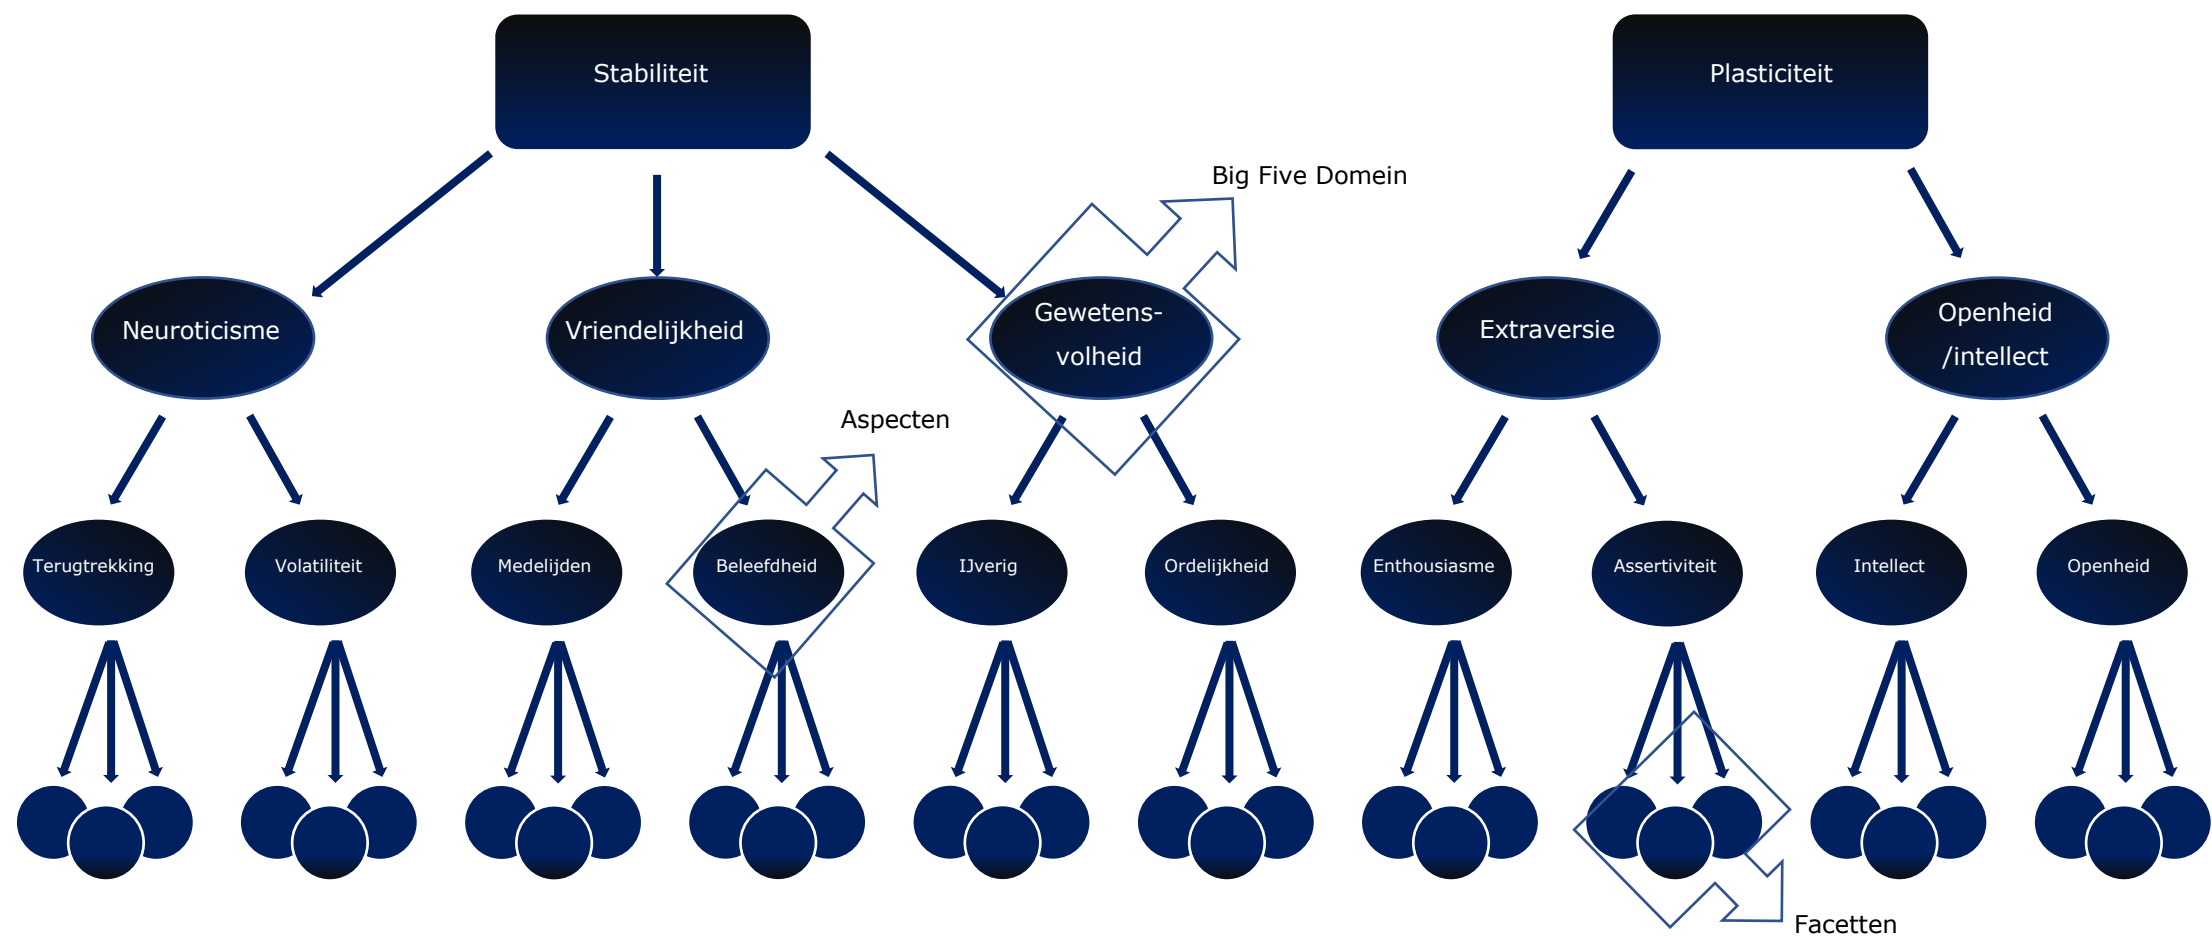 Stabiliteit
Plasticiteit
Big Five Domein
Neuroticisme
Vriendelijkheid
Gewetens-
volheid
Extraversie
Openheid
/intellect
Aspecten
Terugtrekking
Volatiliteit
Medelijden
Beleefdheid
IJverig
Ordelijkheid
Enthousiasme
Assertiviteit
Intellect
Openheid
Facetten